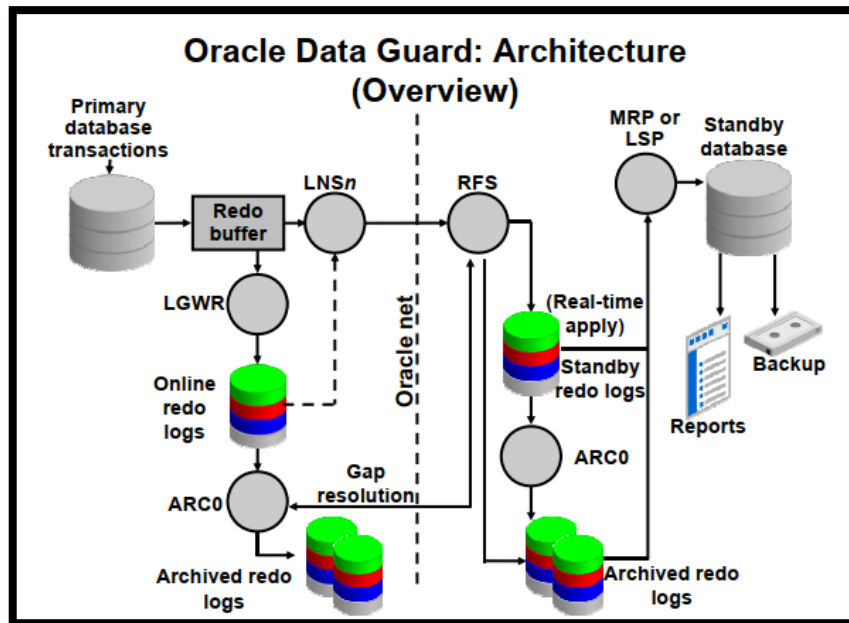 Oracle Data Guard: Architecture
(Overview)
Primary
database
transactions
Redo
buffer
LNSn
RFS
MRP or
LSP
Standby
database
LGWR
Online
redo
logs
Oracle net
(Real-time
apply)
Standby
redo logs
Reports
Backup
ARC0
Gap
resolution
ARC0
Archived redo
logs
Archived redo
logs